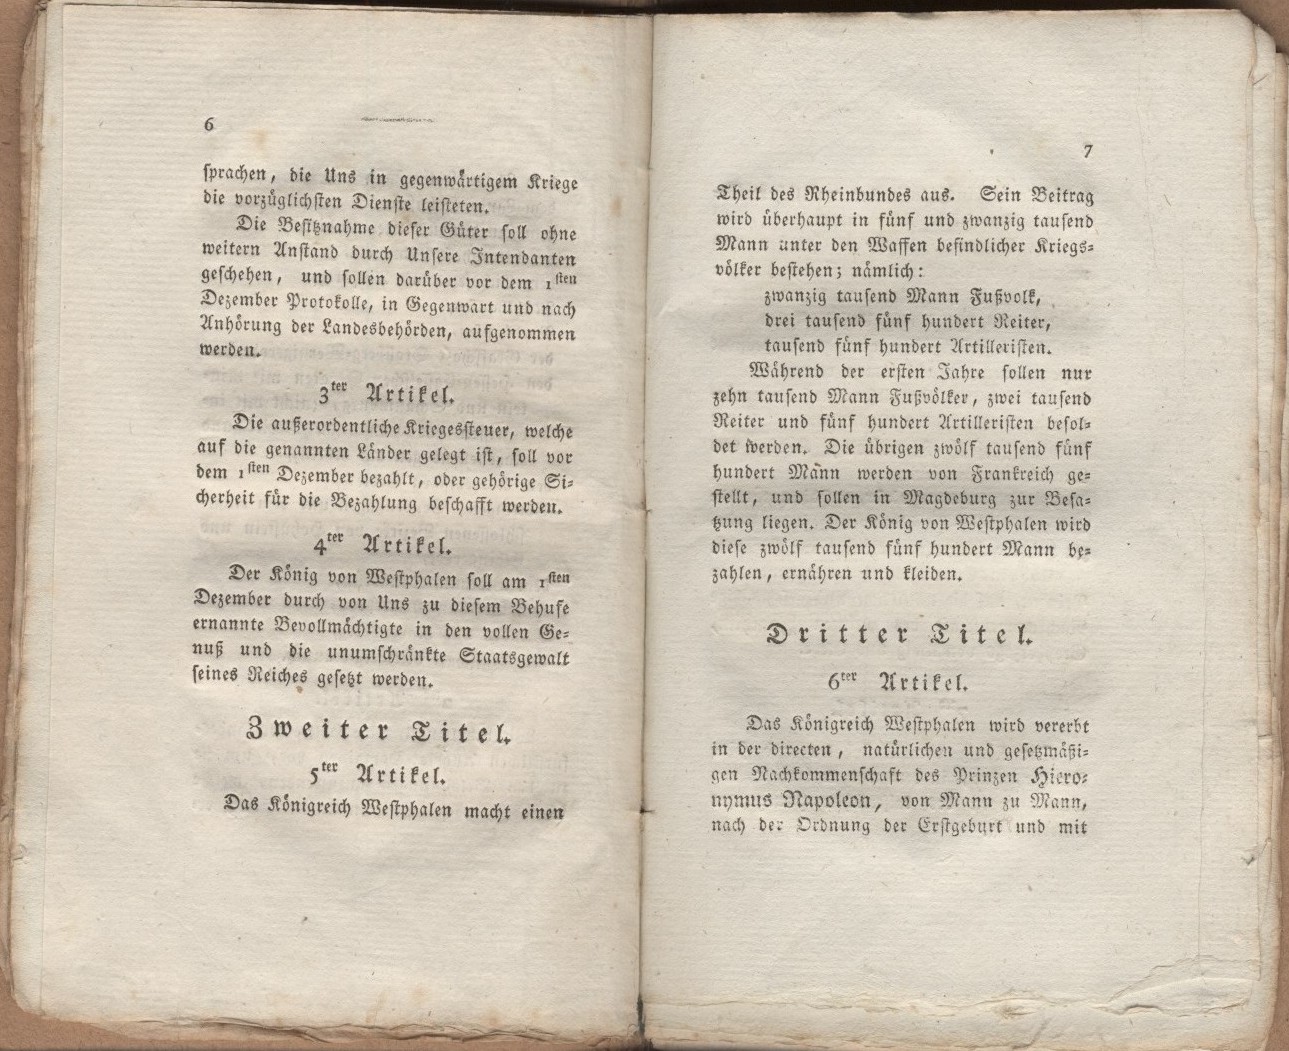 6
sprachen, die Uns in gegenwärtigem Kriege
die vorzüglichsten Dienste leisteten.
Die Besitznahme dieser Güter soll ohne
weitern Anstand durch Unsere Intendanten
geschehen, und sollen darüber vor dem 1sten
Dezember Protokolle, in Gegenwart und nach
Anhörung der Landesbehörden, aufgenommen
werden.
3ter Artikel.
Die außerordentliche Kriegessteuer, welche
auf die genannten Länder gelegt ist, soll vor
dem 1sten Dezember bezahlt, oder gehörige Si-
cherheit für die Bezahlung beschafft werden.
4ter Artikel.
Der König von Westphalen soll am 1sten
Dezember durch von Uns zu diesem Behufe
ernannte Bevollmächtigte in den vollen Ge-
nuß und die unumschränkte Staatsgewalt
seines Reiches gesetzt werden.
Zweiter Titel.
5ter Artikel.
Das Königreich Westphalen macht einen
7
Theil des Rheinbundes aus. Sein Beitrag
wird überhaupt in fünf und zwanzig tausend
Mann unter den Waffen befindlicher Kriegs-
völker bestehen; nämlich:
zwanzig tausend Mann Fußvolk,
drei tausend fünf hundert Reiter,
tausend fünf hundert Artilleristen.
Während der ersten Jahre sollen nur
zehn tausend Mann Fußvölker, zwei tausend
Reiter und fünf hundert Artilleristen besol-
det werden. Die übrigen zwölf tausend fünf
hundert Mann werden von Frankreich ge-
stellt, und sollen in Magdeburg zur Besa-
tzung liegen. Der König von Westphalen wird
diese zwölf tausend fünf hundert Mann be-
zahlen, ernähren und kleiden.
Dritter Titel.
6ter Artikel.
Das Königreich Westphalen wird vererbt
in der directen, natürlichen und gesetzmäßi-
gen Nachkommenschaft des Prinzen Hiero-
nymus Napoleon, von Mann zu Mann,
nach der Ordnung der Erstgeburt und mit